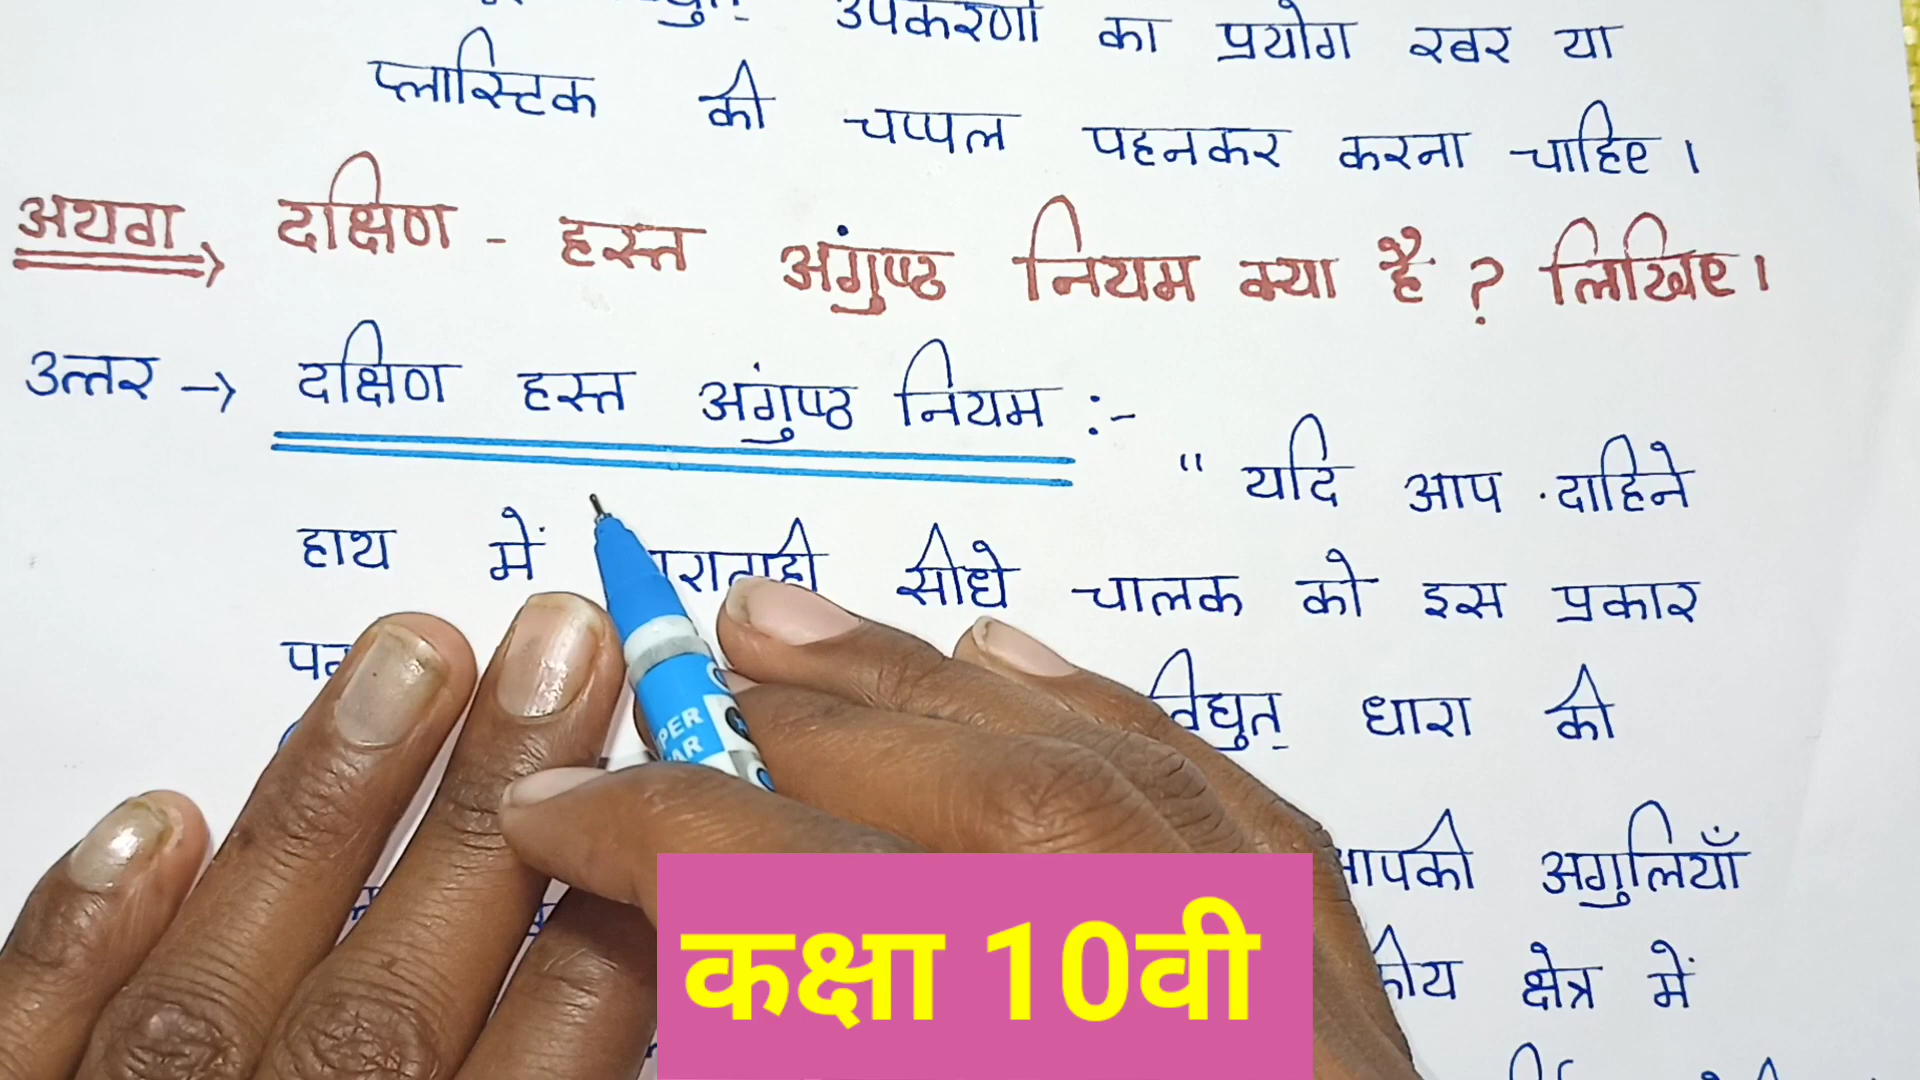 उपकरणों का प्रयोग रबर या
प्लास्टिक की चप्पल पहनकर करना चाहिए।
अथवा → दक्षिण - हस्त अंगुष्ठ नियम क्या है ? लिखिए।
उत्तर → दक्षिण हस्त अंगुष्ठ नियम :-
“ यदि आप दाहिने
हाथ में सीधे चालक को इस प्रकार
विद्युत् धारा की
आपकी अगुलियाँ
क्षेत्र में
कक्षा 10वी